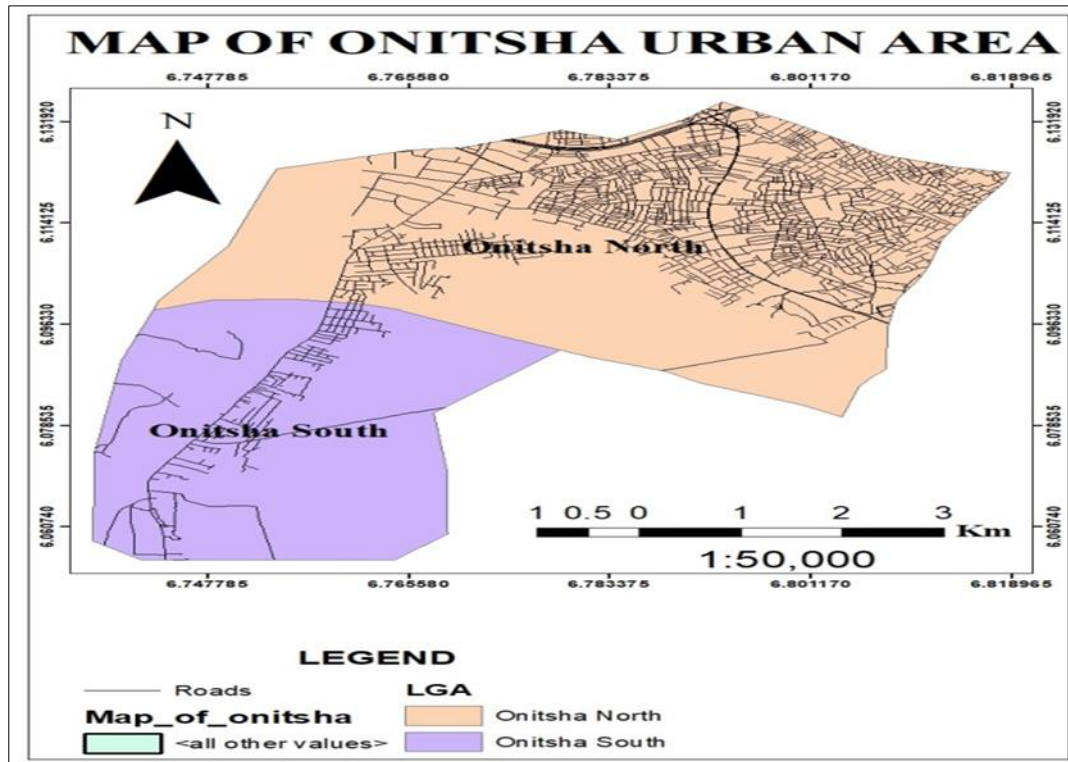 MAP OF ONITSHA URBAN AREA
6.747785 6.765580 6.783375 6.801170 6.818965
6.131920 6.131920
N
6.114125 6.114125
Onitsha North
6.096330 6.096330
6.078535 6.078535
Onitsha South
6.060740 6.060740
1 0.5 0 1 2 3
Km
1:50,000
6.747785 6.765580 6.783375 6.801170 6.818965
LEGEND
Roads LGA
Map_of_onitsha Onitsha North
<all other values> Onitsha South